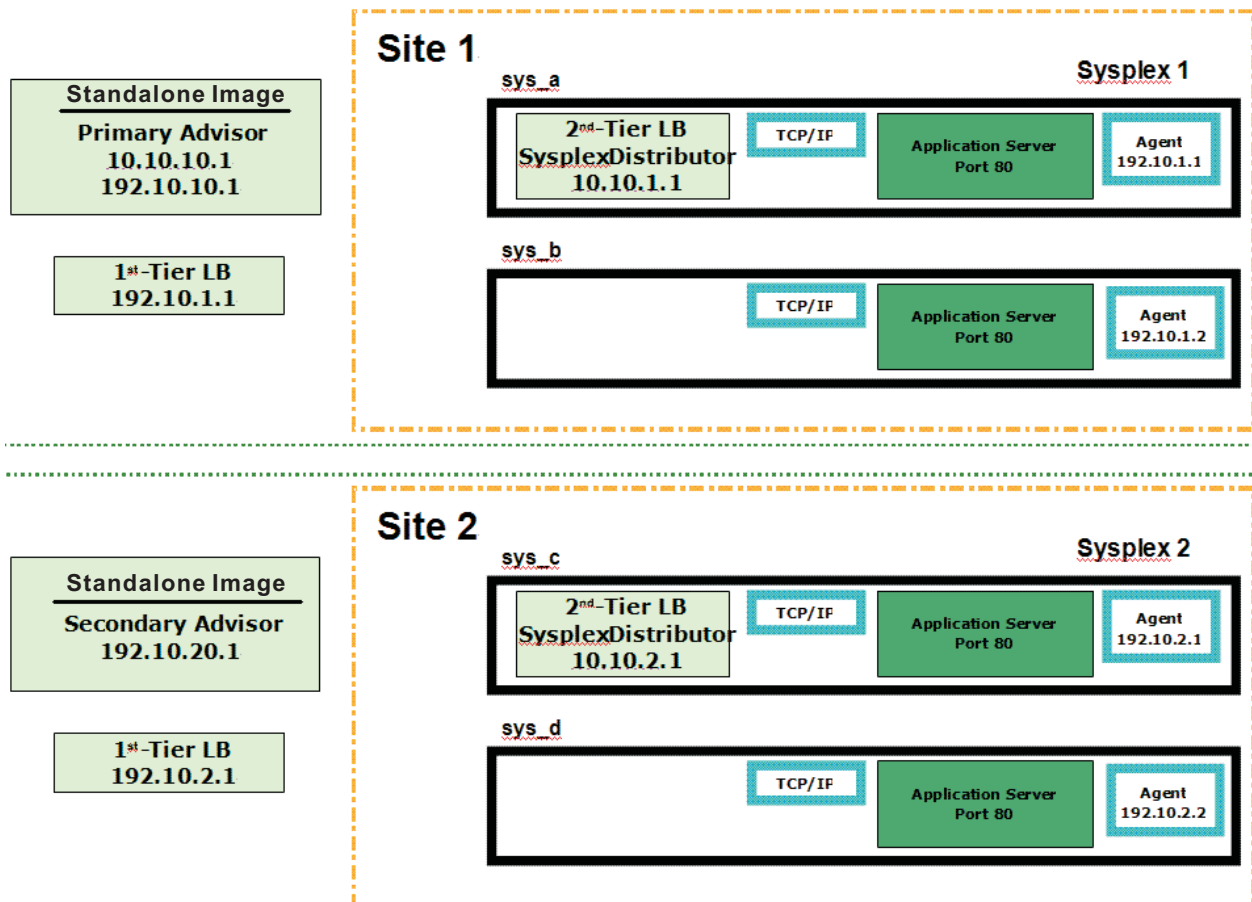 Site 1
Sysplex 1
Standalone Image
Primary Advisor
10.10.10.1
192.10.10.1
1st-Tier LB
192.10.1.1
sys_a
2nd-Tier LB
SysplexDistributor
10.10.1.1
TCP/IP
Application Server
Port 80
Agent
192.10.1.1
sys_b
TCP/IP
Application Server
Port 80
Agent
192.10.1.2
Site 2
Sysplex 2
Standalone Image
Secondary Advisor
192.10.20.1
1st-Tier LB
192.10.2.1
sys_c
2nd-Tier LB
SysplexDistributor
10.10.2.1
TCP/IP
Application Server
Port 80
Agent
192.10.2.1
sys_d
TCP/IP
Application Server
Port 80
Agent
192.10.2.2